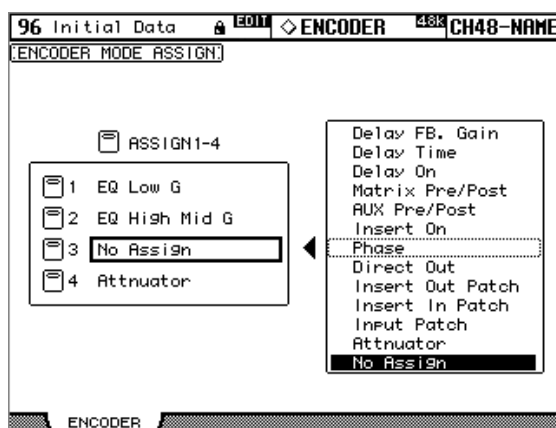 96 Initial Data EDIT ENCODER 48K CH48-NAME
ENCODER MODE ASSIGN
ASSIGN1-4
1 EQ Low G
2 EQ High Mid G
3 No Assign
4 Attnuator
Delay FB. Gain
Delay Time
Delay On
Matrix Pre/Post
AUX Pre/Post
Insert On
Phase
Direct Out
Insert Out Patch
Insert In Patch
Input Patch
Attnuator
No Assign
ENCODER